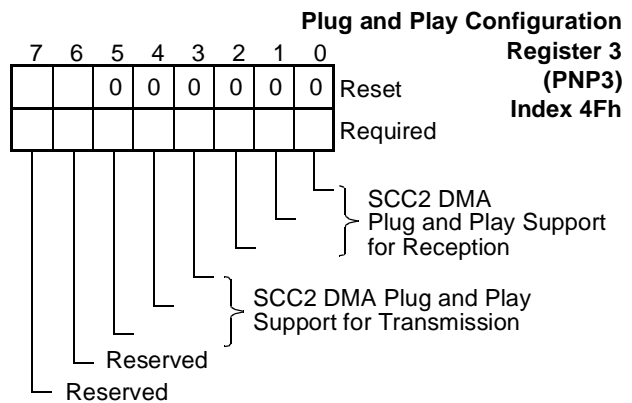 Plug and Play Configuration
Register 3
(PNP3)
Index 4Fh
7 6 5 4 3 2 1 0
0 0 0 0 0 0 Reset
Required
SCC2 DMA
Plug and Play Support
for Reception
SCC2 DMA Plug and Play
Support for Transmission
Reserved
Reserved